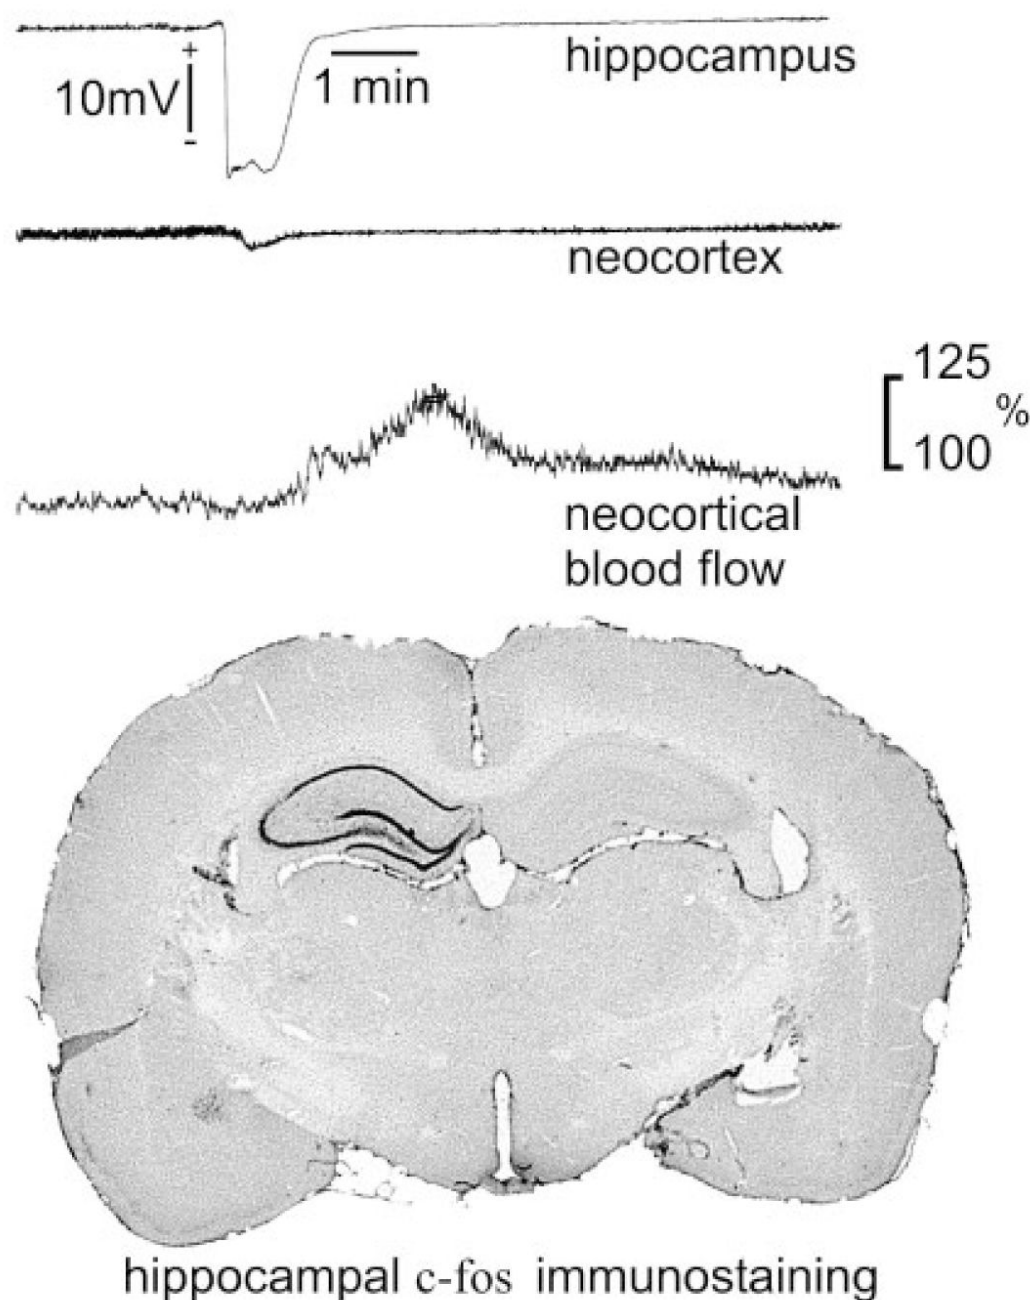 hippocampus
+
10mV
-
1 min
neocortex
125
%
100
neocortical
blood flow
hippocampal c-fos immunostaining